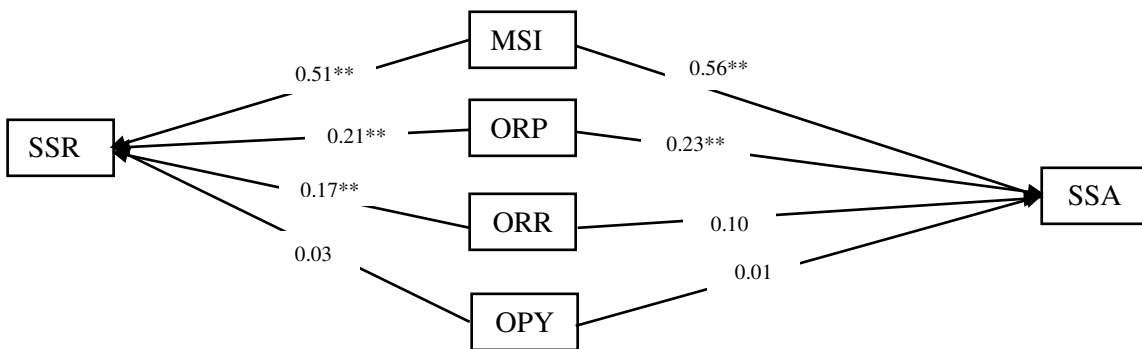 MSI
0.51**
0.56**
SSR
0.21**
ORP
0.23**
0.17**
SSA
ORR
0.10
0.03
0.01
OPY